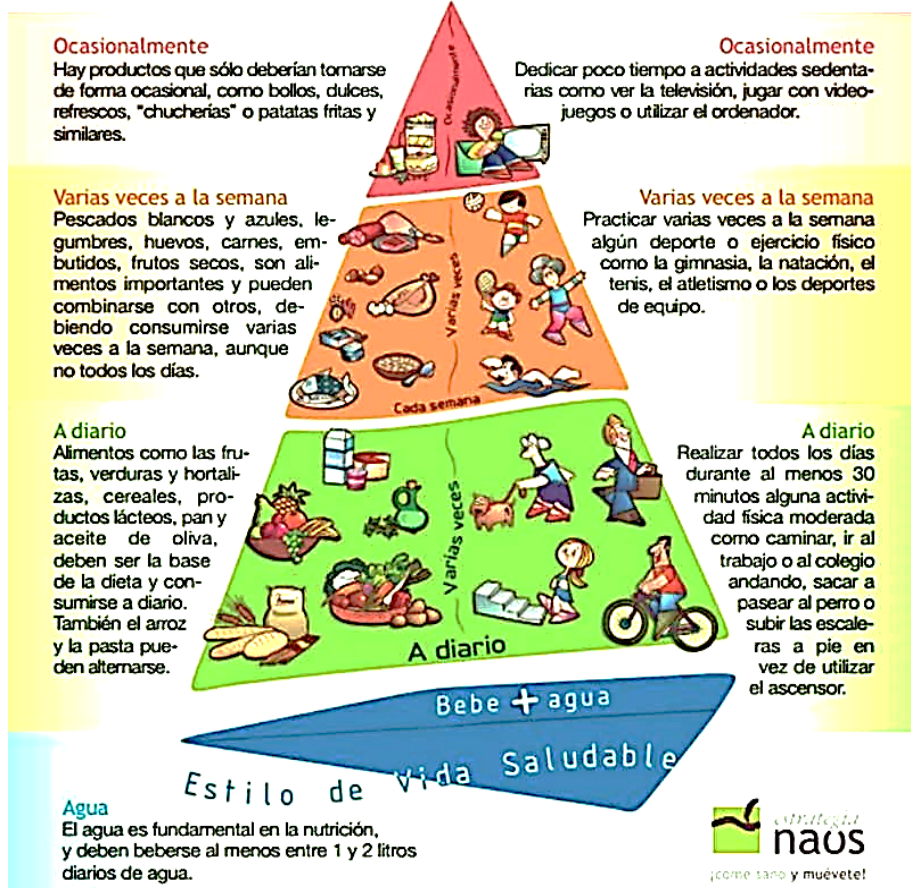 Ocasionalmente
Hay productos que sólo deberían tomarse
de forma ocasional, como bollos, dulces,
refrescos, "chucherías" o patatas fritas y
similares.
Ocasionalmente
Dedicar poco tiempo a actividades sedenta-
rias como ver la televisión, jugar con video-
juegos o utilizar el ordenador.
Ocasionalmente
Varias veces a la semana
Pescados blancos y azules, le-
gumbres, huevos, carnes, em-
butidos, frutos secos, son ali-
mentos importantes y pueden
combinarse con otros, de-
biendo consumirse varias
veces a la semana, aunque
no todos los días.
Varias veces
Cada semana
Varias veces a la semana
Practicar varias veces a la semana
algún deporte o ejercicio físico
como la gimnasia, la natación, el
tenis, el atletismo o los deportes
de equipo.
A diario
Alimentos como las fru-
tas, verduras y hortali-
zas, cereales, pro-
ductos lácteos, pan y
aceite de oliva,
deben ser la base
de la dieta y con-
sumirse a diario.
También el arroz
y la pasta pue-
den alternarse.
Varias veces
A diario
A diario
Realizar todos los días
durante al menos 30
minutos alguna activi-
dad física moderada
como caminar, ir al
trabajo o al colegio
andando, sacar a
pasear al perro o
subir las escale-
ras a pie en
vez de utilizar
el ascensor.
Bebe + agua
Estilo de Vida Saludable
Agua
El agua es fundamental en la nutrición,
y deben beberse al menos entre 1 y 2 litros
diarios de agua.
estrategia
naos
¡come sano y muévete!